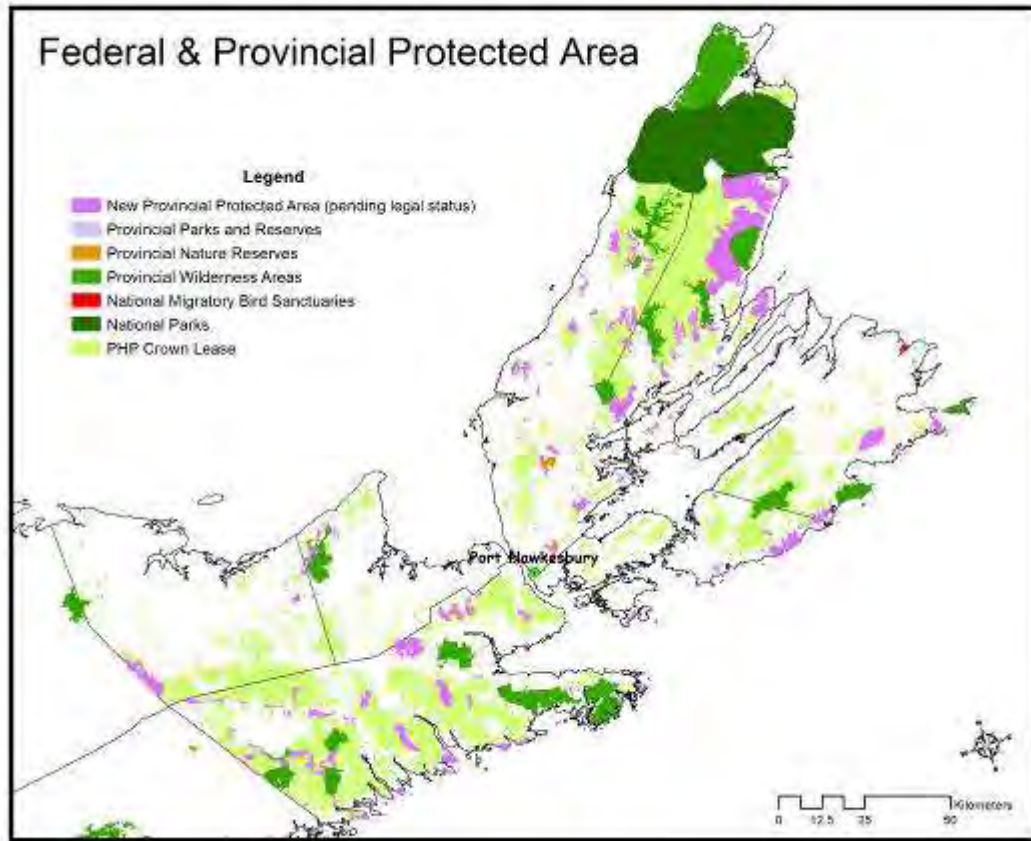 Federal & Provincial Protected Area
Legend
New Provincial Protected Area (pending legal status)
Provincial Parks and Reserves
Provincial Nature Reserves
Provincial Wilderness Areas
National Migratory Bird Sanctuaries
National Parks
PHP Crown Lease
Port Hawkesbury
Kilometers
0 12.5 25 50